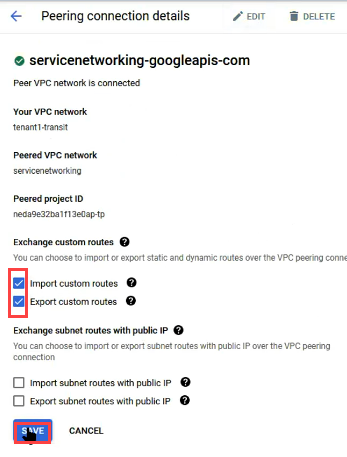 Peering connection details
EDIT
DELETE
servicenetworking-googleapis-com
Peer VPC network is connected
Your VPC network
tenant1-transit
Peered VPC network
servicenetworking
Peered project ID
neda9e32ba1f13e0ap-tp
Exchange custom routes
You can choose to import or export static and dynamic routes over the VPC peering conne
Import custom routes
Export custom routes
Exchange subnet routes with public IP
You can choose to import or export subnet routes with public IP over the VPC peering
connection
Import subnet routes with public IP
Export subnet routes with public IP
SAVE
CANCEL